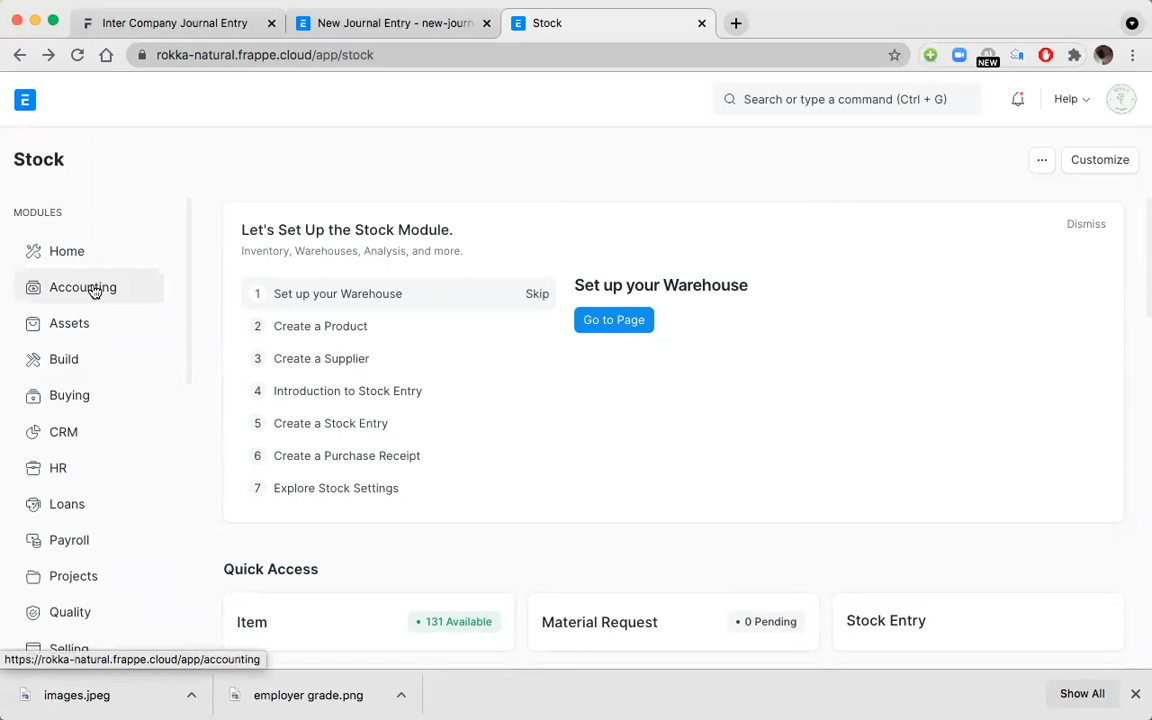 Inter Company Journal Entry
New Journal Entry - new-journ
Stock
rokka-natural.frappe.cloud/app/stock
NEW
E
Search or type a command (Ctrl + G)
Help
Stock
Customize
MODULES
Home
Accounting
Assets
Build
Buying
CRM
HR
Loans
Payroll
Projects
Quality
Selling
Let's Set Up the Stock Module.
Dismiss
Inventory, Warehouses, Analysis, and more.
1 Set up your Warehouse Skip
2 Create a Product
3 Create a Supplier
4 Introduction to Stock Entry
5 Create a Stock Entry
6 Create a Purchase Receipt
7 Explore Stock Settings
Set up your Warehouse
Go to Page
Quick Access
Item • 131 Available
Material Request • 0 Pending
Stock Entry
https://rokka-natural.frappe.cloud/app/accounting
images.jpeg
employer grade.png
Show All